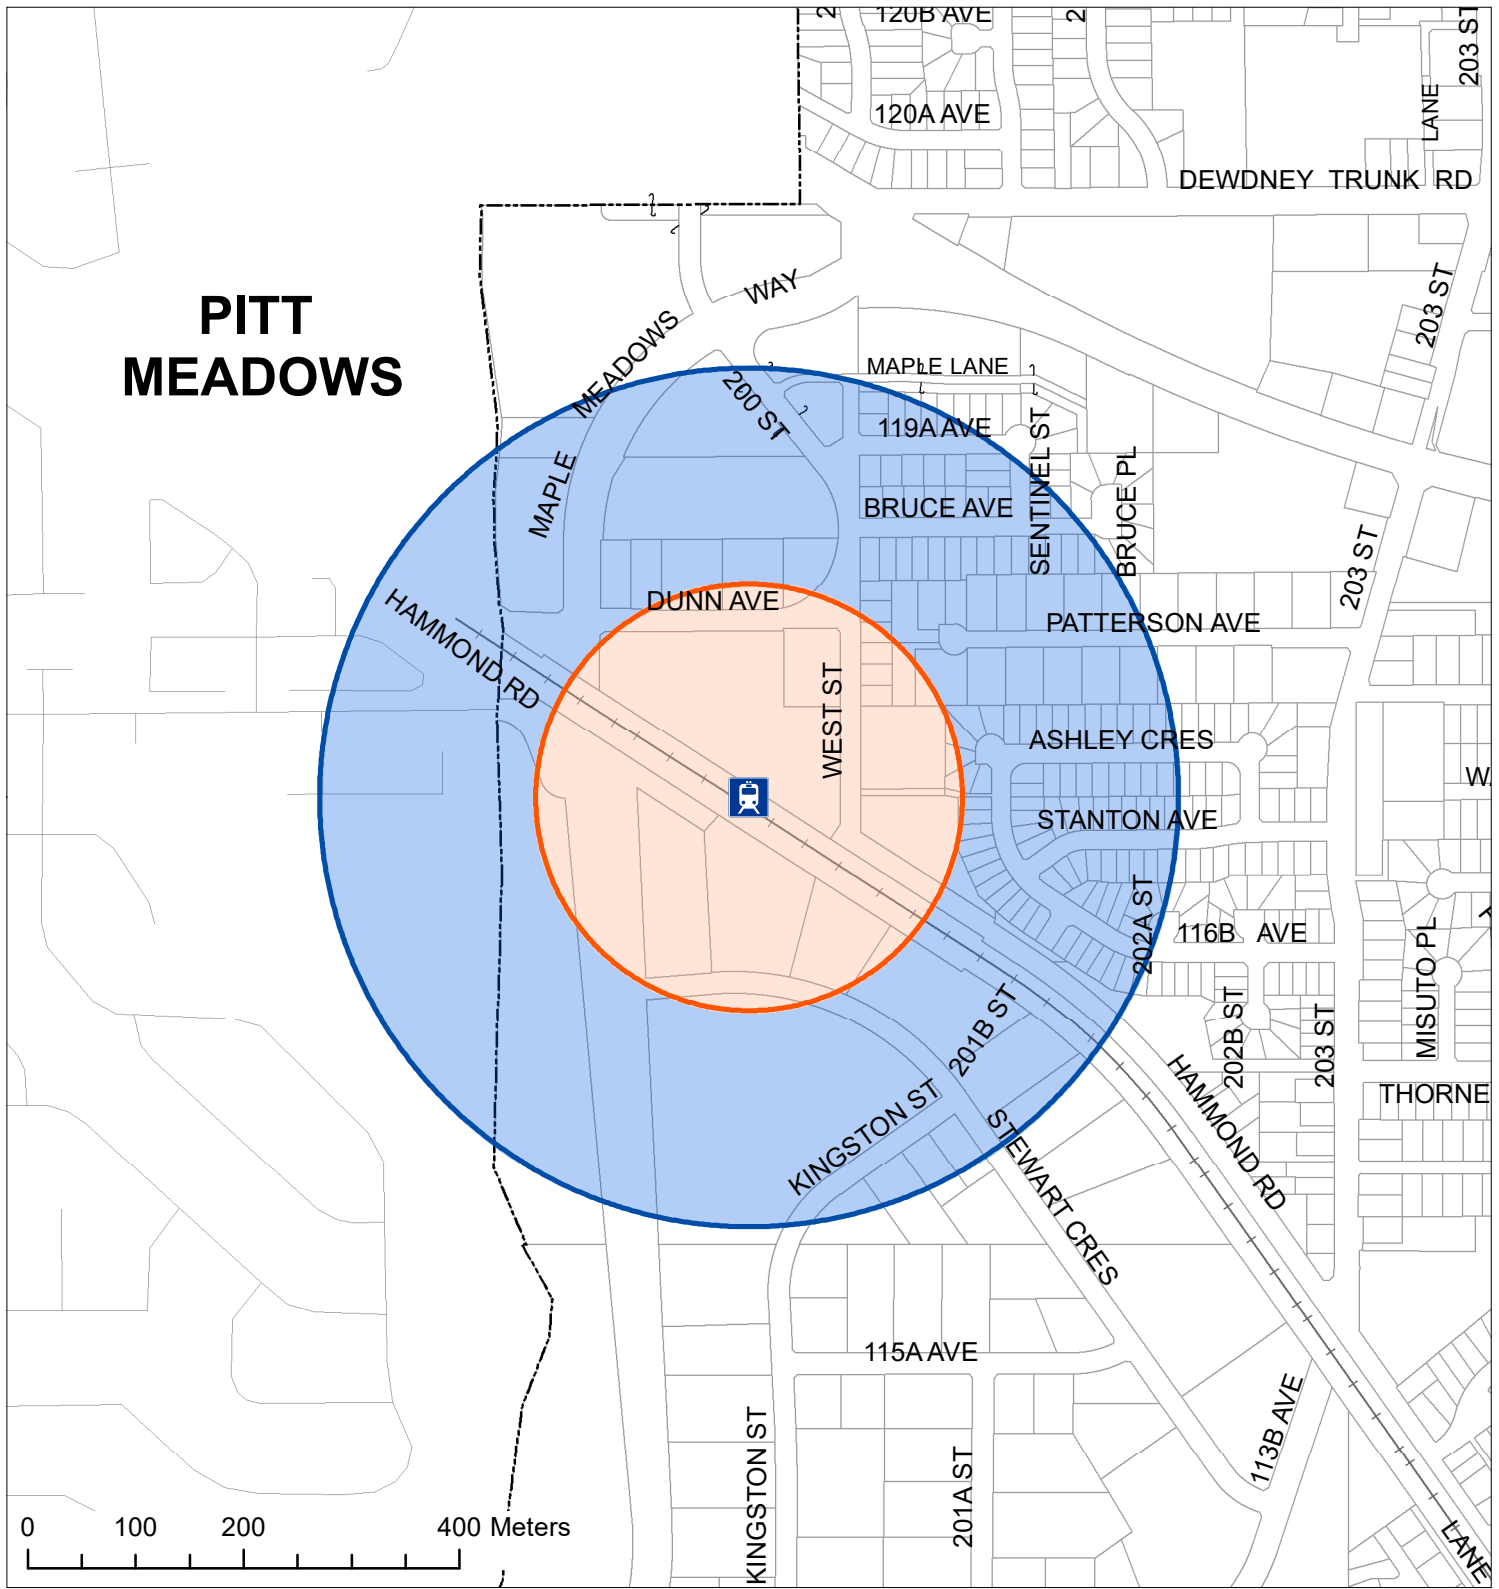 120B AVE
2
2
203 ST
120A AVE
LANE
DEWDNEY TRUNK RD
PITT
MEADOWS
WAY
203 ST
MEADOWS
MAPLE LANE
200 ST
119A AVE
SENTINEL ST
BRUCE PL
MAPLE
BRUCE AVE
203 ST
HAMMOND RD
DUNN AVE
PATTERSON AVE
WEST ST
ASHLEY CRES
STANTON AVE
202A ST
116B AVE
MISUTO PL
201B ST
202B ST
203 ST
KINGSTON ST
HAMMOND RD
THORNE
STEWART CRES
115A AVE
KINGSTON ST
201A ST
113B AVE
LANE
0 100 200 400 Meters